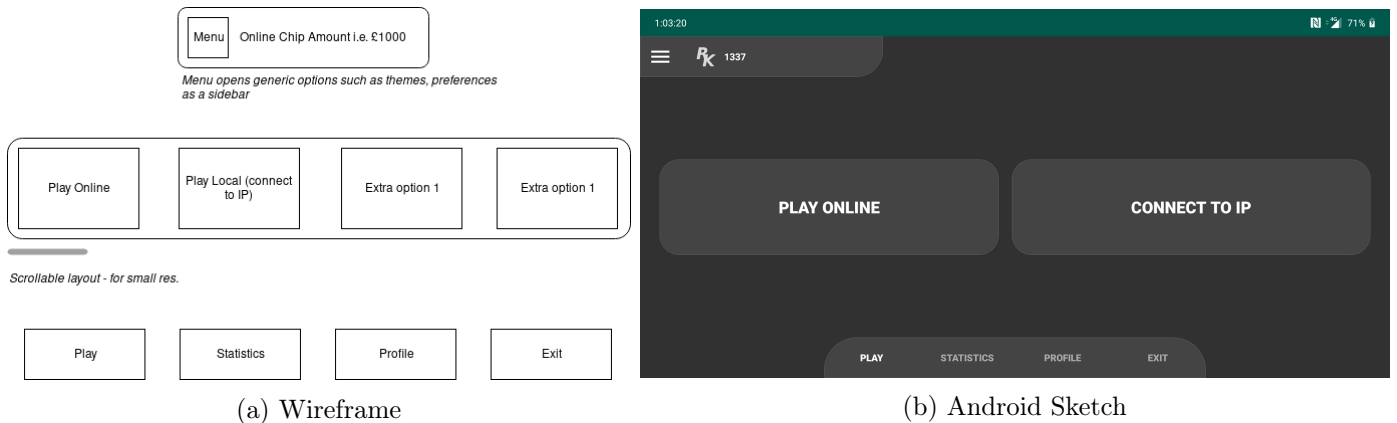 Menu
Online Chip Amount i.e. £1000
Menu opens generic options such as themes, preferences
as a sidebar
Play Online
Play Local (connect
to IP)
Extra option 1
Extra option 1
Scrollable layout - for small res.
Play
Statistics
Profile
Exit
(a) Wireframe
1:03:20
4G
71%
RK
1337
PLAY ONLINE
CONNECT TO IP
PLAY
STATISTICS
PROFILE
EXIT
(b) Android Sketch